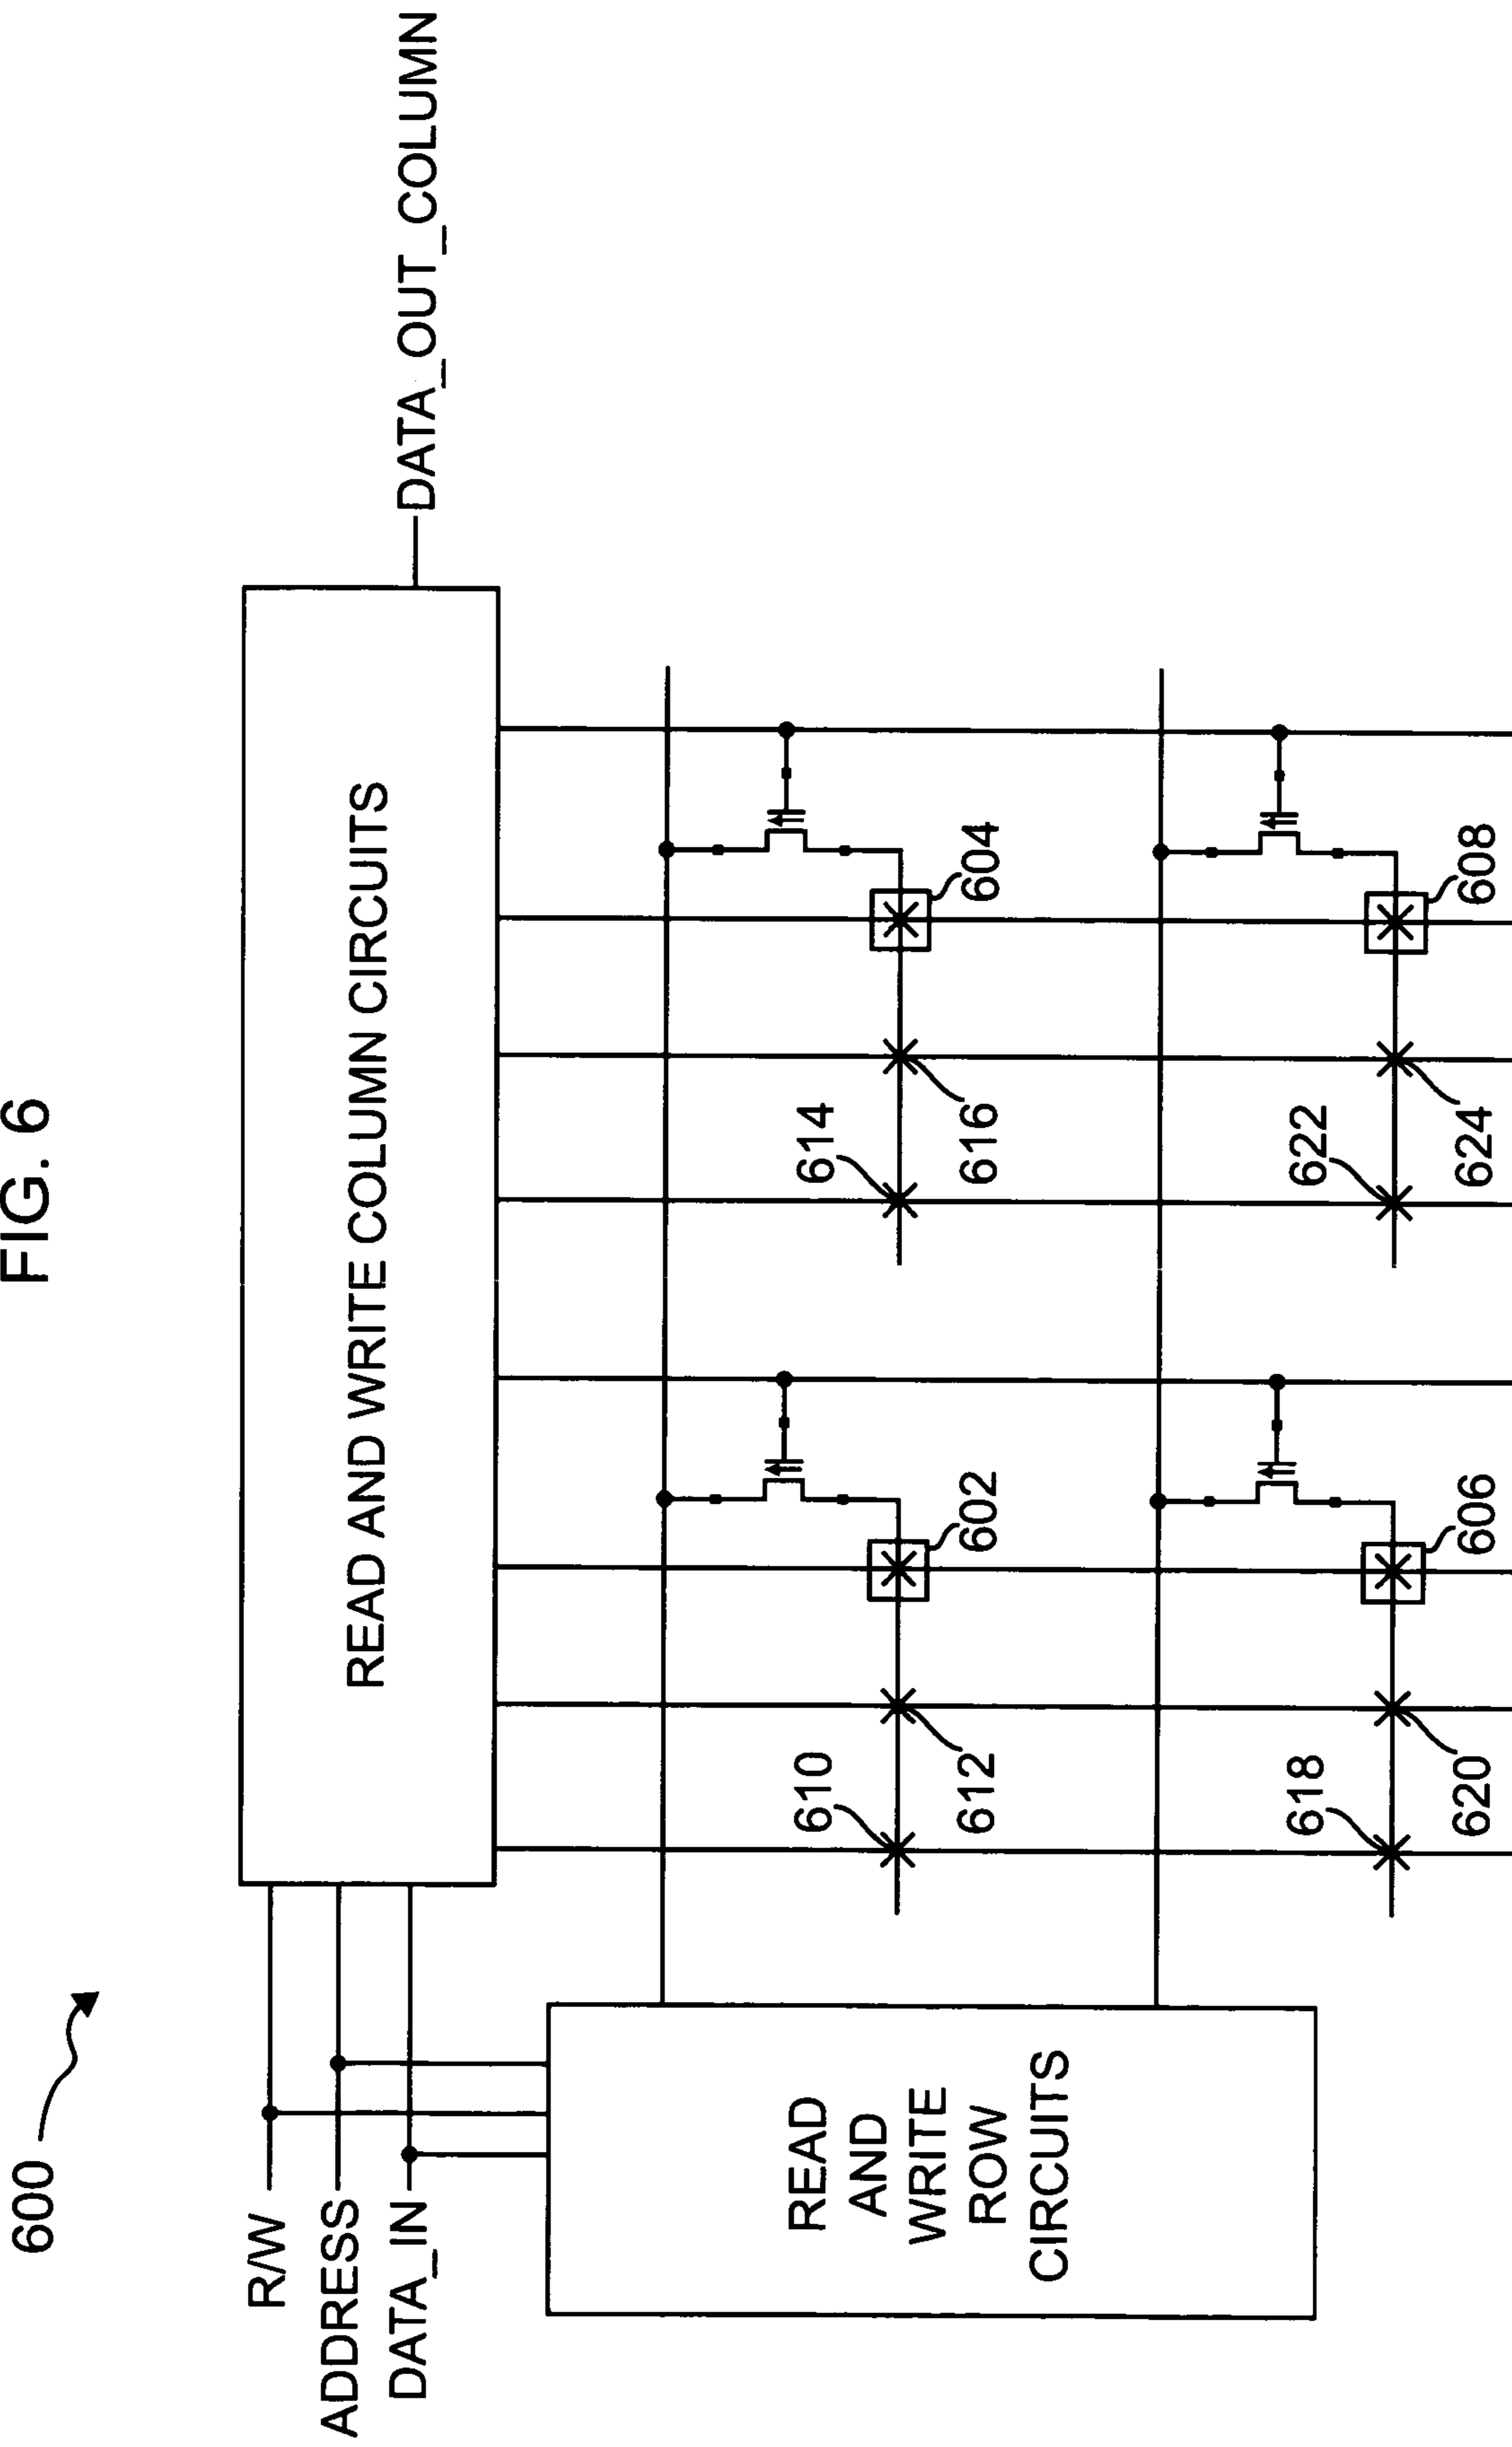 FIG. 6
600
R/W
ADDRESS
DATA_IN
READ AND WRITE COLUMN CIRCUITS
DATA_OUT_COLUMN
READ
AND
WRITE
ROW
CIRCUITS
610
612
602
614
616
604
618
620
606
622
624
608